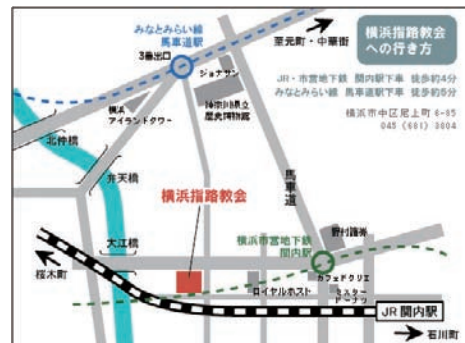 みなとみらい線
馬車道駅
3番出口
至元町・中華街
横浜指路教会
への行き方
JR・市営地下鉄 関内駅下車 徒歩約4分
みなとみらい線 馬車道駅下車 徒歩約5分
横浜市中区尾上町 6-85
045 (681) 3804
ジョナサン
横浜
アイランドタワー
神奈川県立
歴史博物館
北仲橋
弁天橋
馬車道
横浜指路教会
大江橋
横浜市営地下鉄
関内駅
野村證券
桜木町
カフェドクリエ
ロイヤルホスト
ミスター
ドーナツ
JR 関内駅
石川町